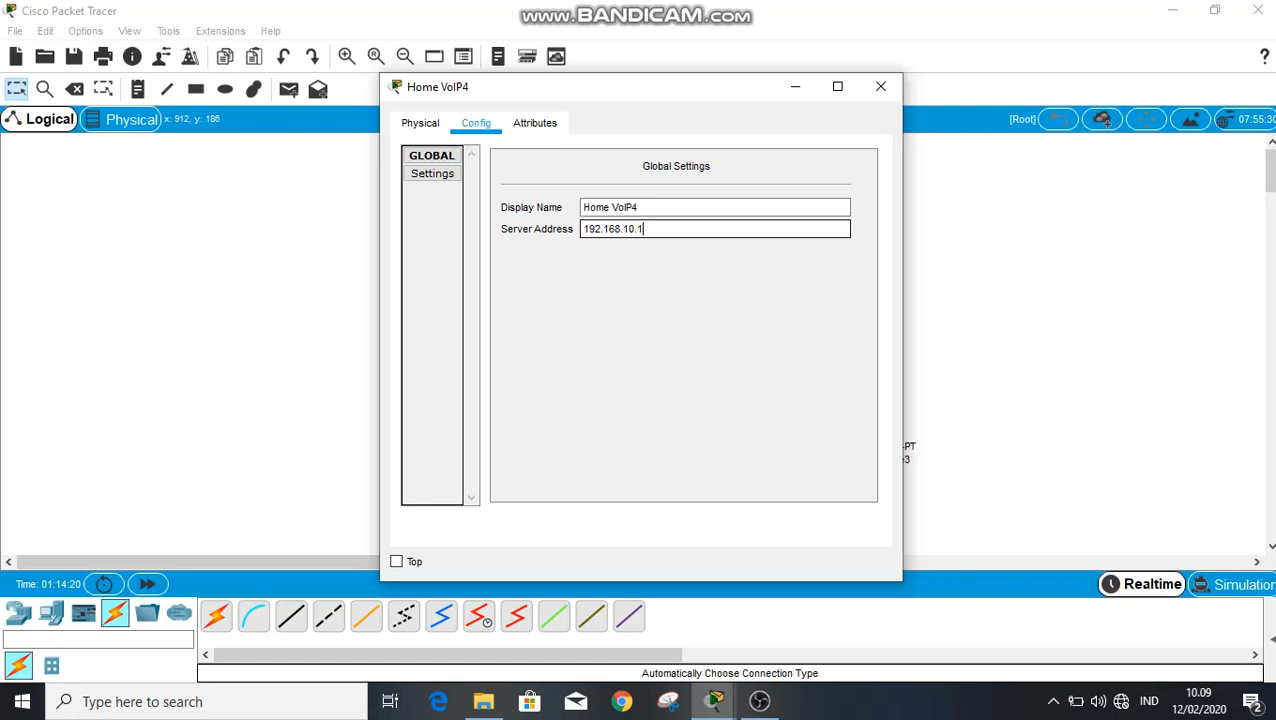 Cisco Packet Tracer
www.BANDICAM.com
File Edit Options View Tools Extensions Help
Home VoIP4
Logical Physical x: 912, y: 186 [Root] 07:55:30
Physical Config Attributes
GLOBAL
Settings
Global Settings
Display Name Home VoIP4
Server Address 192.168.10.1
-PT
Top
Time: 01:14:20 Realtime Simulation
Automatically Choose Connection Type
Type here to search
IND
10.09
12/02/2020
2